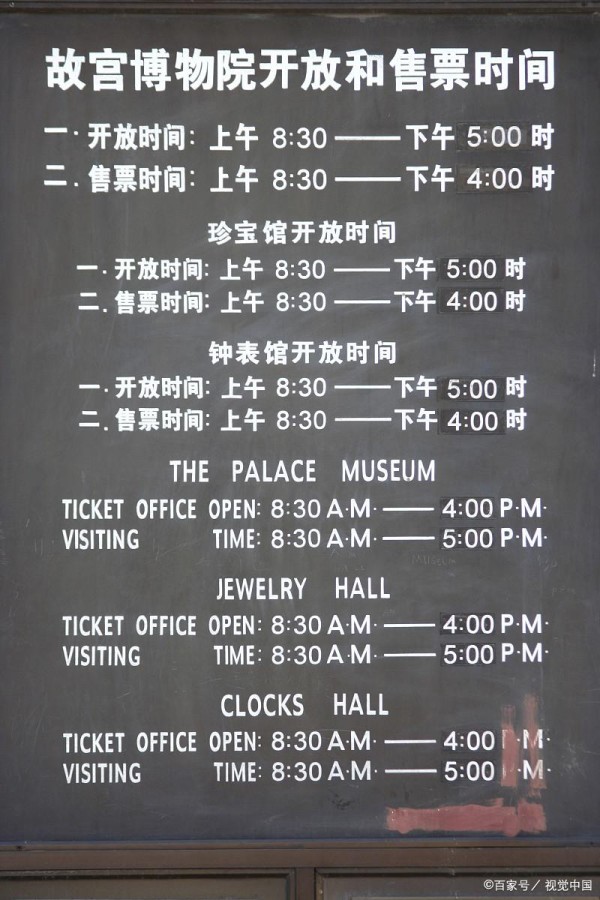 故宫博物院开放和售票时间
一·开放时间:上午 8:30——下午 5:00 时
二.售票时间:上午 8:30——下午 4:00 时
珍宝馆开放时间
一·开放时间:上午 8:30——下午 5:00 时
二.售票时间:上午 8:30——下午 4:00 时
钟表馆开放时间
一·开放时间:上午 8:30——下午 5:00 时
二.售票时间:上午 8:30——下午 4:00 时
THE PALACE MUSEUM
TICKET OFFICE OPEN: 8:30 A·M· —— 4:00 P·M·
VISITING TIME: 8:30 A·M· —— 5:00 P·M·
JEWELRY HALL
TICKET OFFICE OPEN: 8:30 A·M· —— 4:00 P·M·
VISITING TIME: 8:30 A·M· —— 5:00 P·M·
CLOCKS HALL
TICKET OFFICE OPEN: 8:30 A·M· —— 4:00 ·M·
VISITING TIME: 8:30 A·M· —— 5:00 ·M·
©百家号/视觉中国